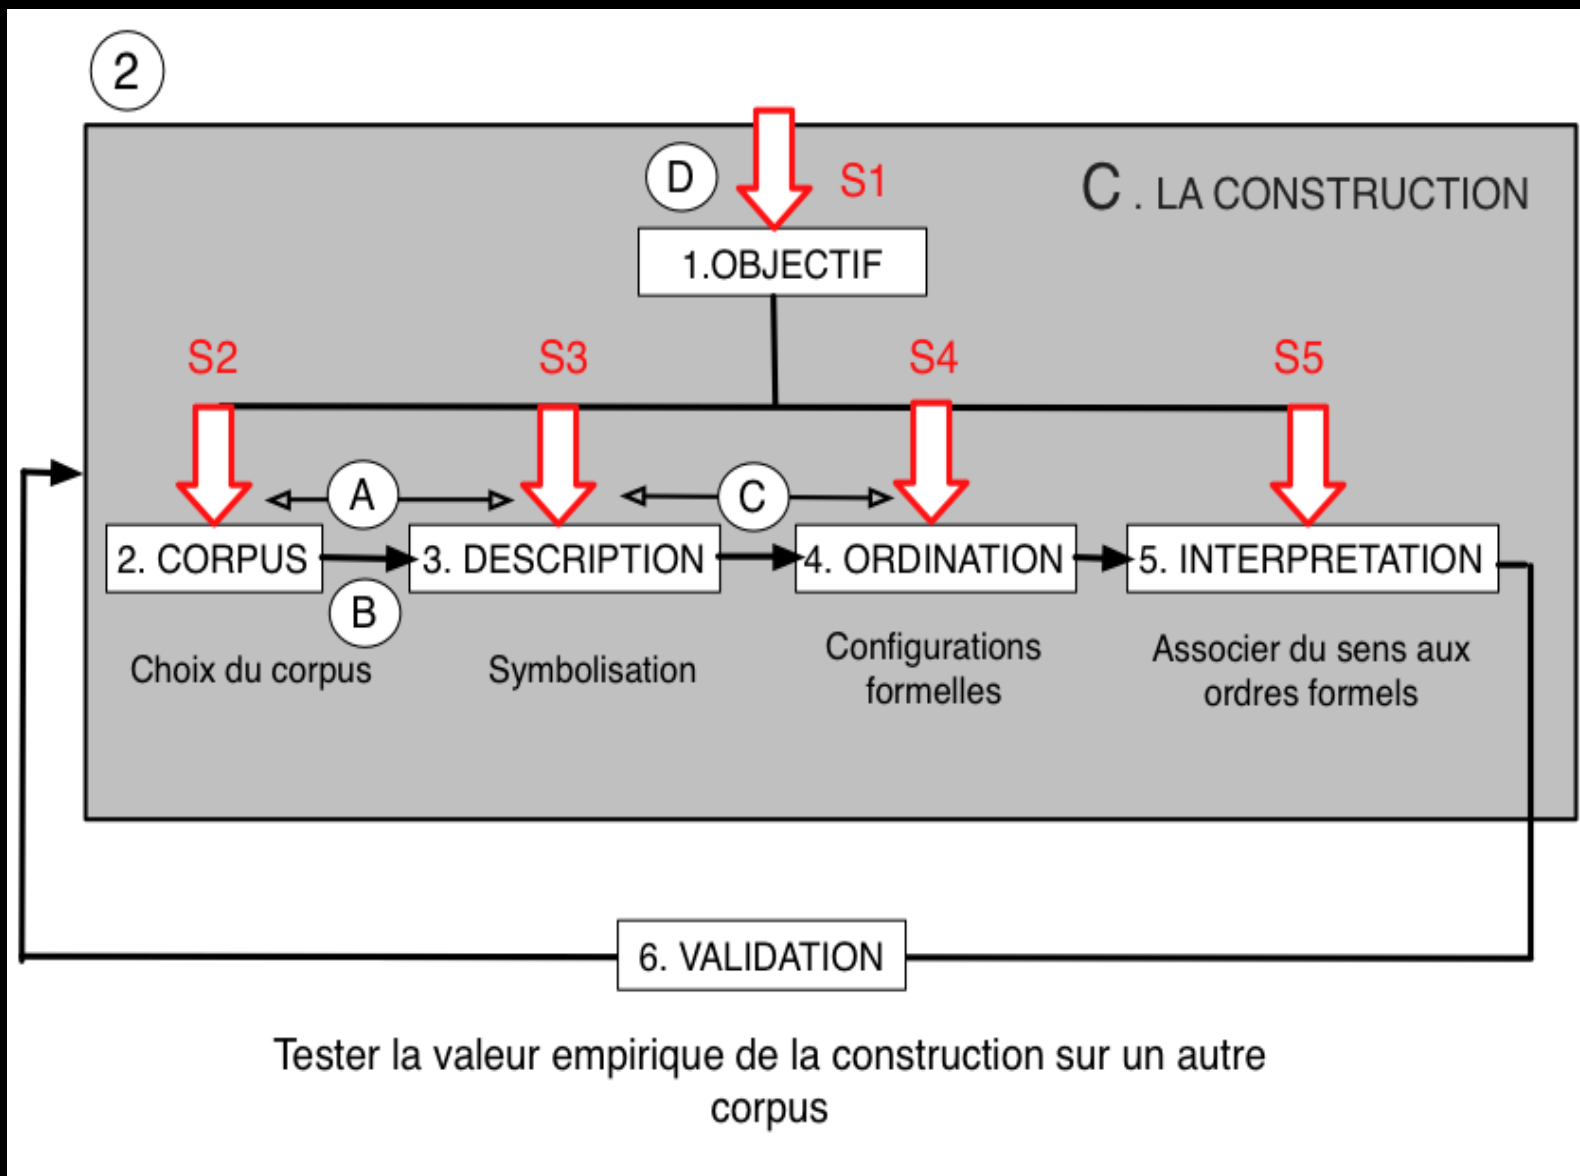 2
D
S1
C . LA CONSTRUCTION
1.OBJECTIF
S2
S3
S4
S5
A
C
2. CORPUS
3. DESCRIPTION
4. ORDINATION
5. INTERPRETATION
B
Choix du corpus
Symbolisation
Configurations
formelles
Associer du sens aux
ordres formels
6. VALIDATION
Tester la valeur empirique de la construction sur un autre
corpus